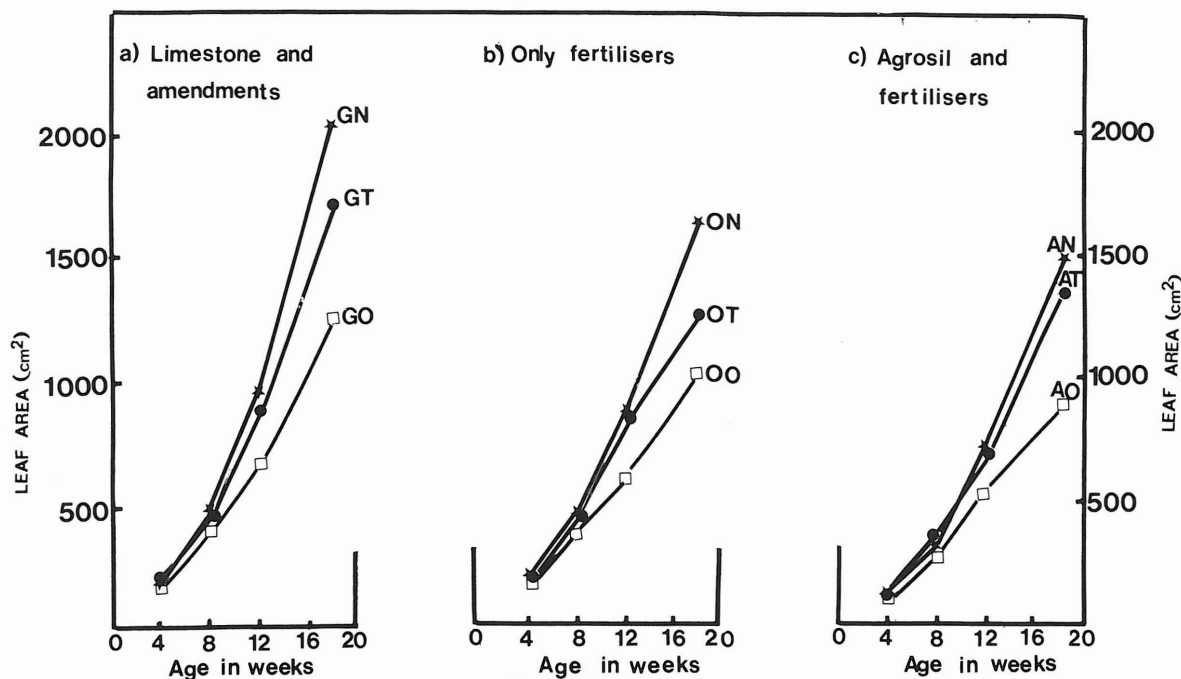 a) Limestone and
amendments
b) Only fertilisers
c) Agrosil and
fertilisers
LEAF AREA (cm²)
2000
1500
1000
500
GN
GT
GO
0 4 8 12 16 20
Age in weeks
ON
OT
OO
0 4 8 12 16 20
Age in weeks
AN
AT
AO
0 4 8 12 16 20
Age in weeks
2000
1500
1000
500
LEAF AREA (cm²)